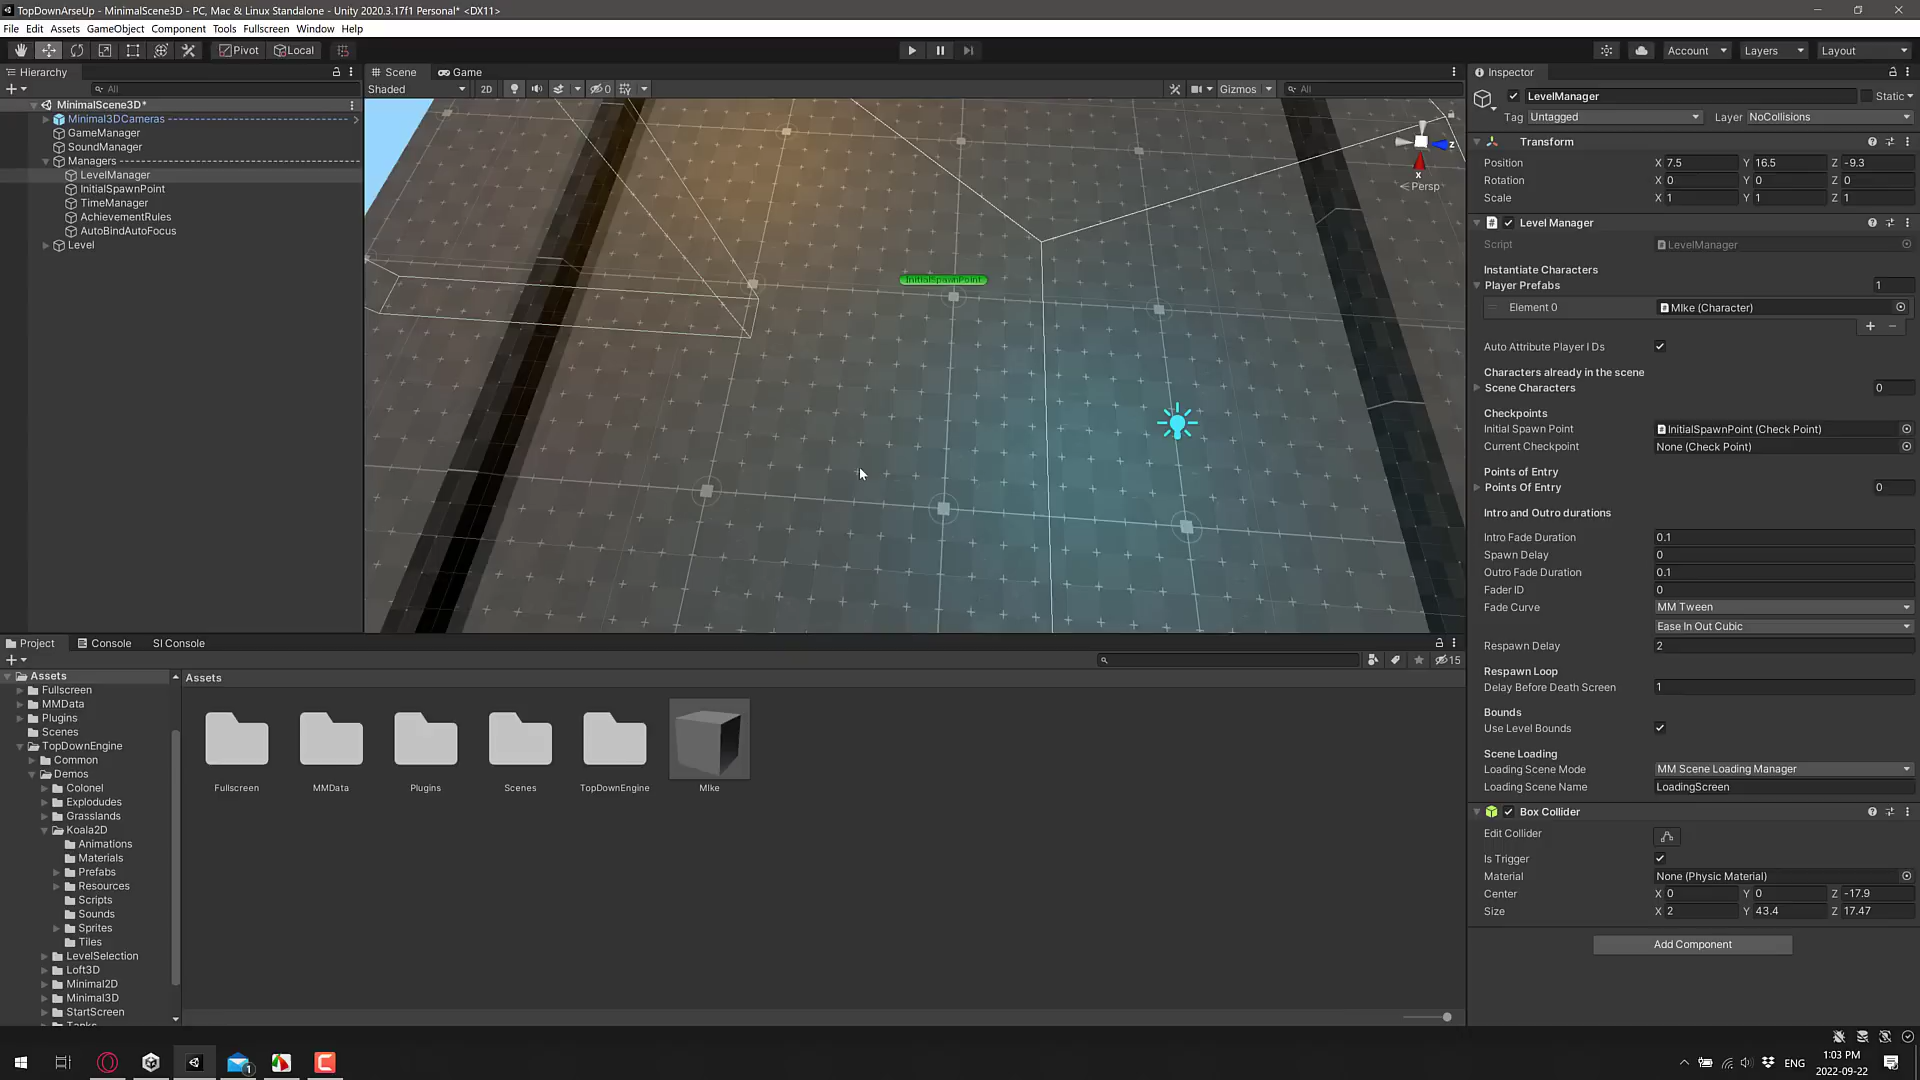 TopDownArseUp - MinimalScene3D - PC, Mac & Linux Standalone - Unity 2020.3.17f1 Personal* <DX11>
File Edit Assets GameObject Component Tools Fullscreen Window Help
Pivot Local Account Layers Layout
Hierarchy Scene Game Inspector
All Shaded 2D 0 Gizmos All
MinimalScene3D*
Minimal3DCameras
GameManager
SoundManager
Managers
LevelManager
InitialSpawnPoint
TimeManager
AchievementRules
AutoBindAutoFocus
Level
InitialSpawnPoint
z
x
Persp
LevelManager Static
Tag Untagged Layer NoCollisions
Transform
Position X 7.5 Y 16.5 Z -9.3
Rotation X 0 Y 0 Z 0
Scale X 1 Y 1 Z 1
Level Manager
Script LevelManager
Instantiate Characters
Player Prefabs 1
Element 0 MIke (Character)
Auto Attribute Player I Ds
Characters already in the scene
Scene Characters 0
Checkpoints
Initial Spawn Point InitialSpawnPoint (Check Point)
Current Checkpoint None (Check Point)
Points of Entry
Points Of Entry 0
Intro and Outro durations
Intro Fade Duration 0.1
Spawn Delay 0
Outro Fade Duration 0.1
Fader ID 0
Fade Curve MM Tween
Ease In Out Cubic
Respawn Delay 2
Respawn Loop
Delay Before Death Screen 1
Bounds
Use Level Bounds
Scene Loading
Loading Scene Mode MM Scene Loading Manager
Loading Scene Name LoadingScreen
Box Collider
Edit Collider
Is Trigger
Material None (Physic Material)
Center X 0 Y 0 Z -17.9
Size X 2 Y 43.4 Z 17.47
Add Component
Project Console SI Console
15
Assets
Fullscreen
MMData
Plugins
Scenes
TopDownEngine
Common
Demos
Colonel
Explodudes
Grasslands
Koala2D
Animations
Materials
Prefabs
Resources
Scripts
Sounds
Sprites
Tiles
LevelSelection
Loft3D
Minimal2D
Minimal3D
StartScreen
Tanks
Assets
Fullscreen MMData Plugins Scenes TopDownEngine MIke
1
ENG
1:03 PM
2022-09-22